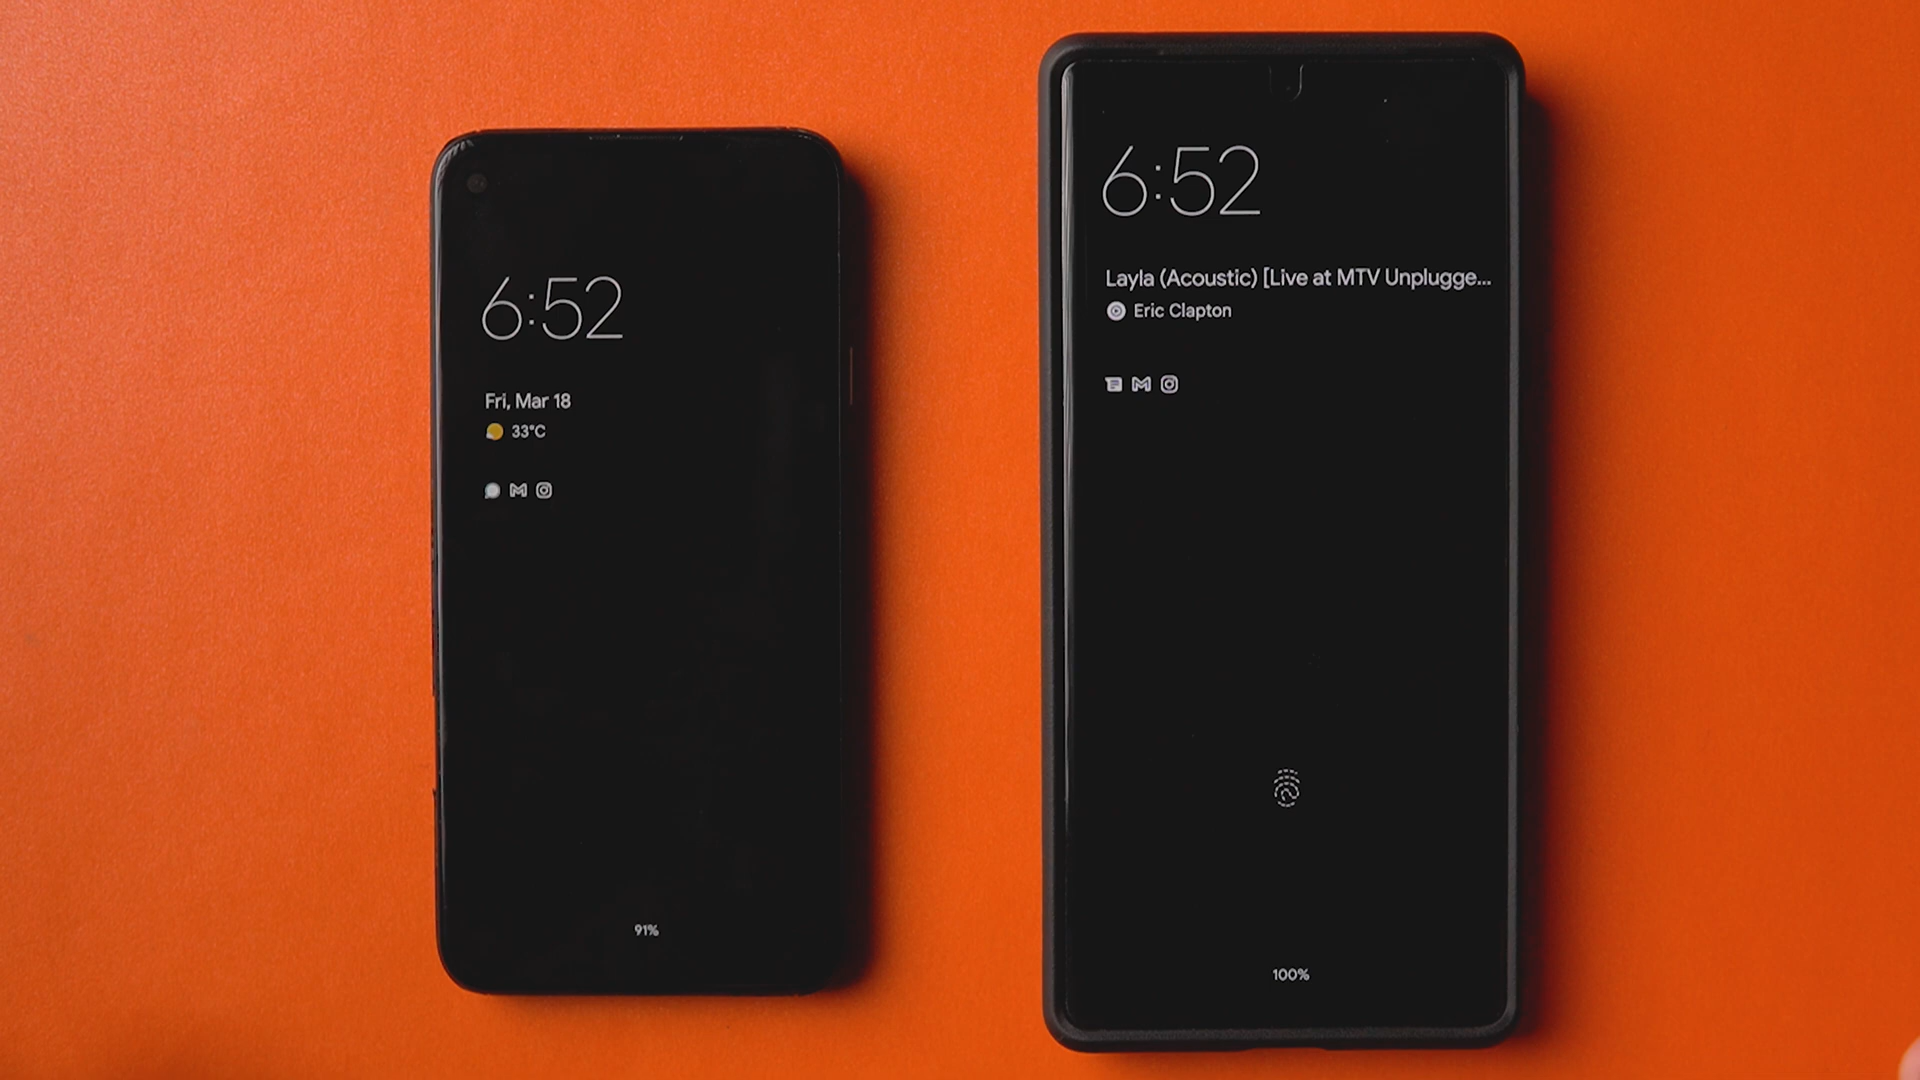 6:52
Fri, Mar 18
33°C
91%
6:52
Layla (Acoustic) [Live at MTV Unplugge...
Eric Clapton
100%